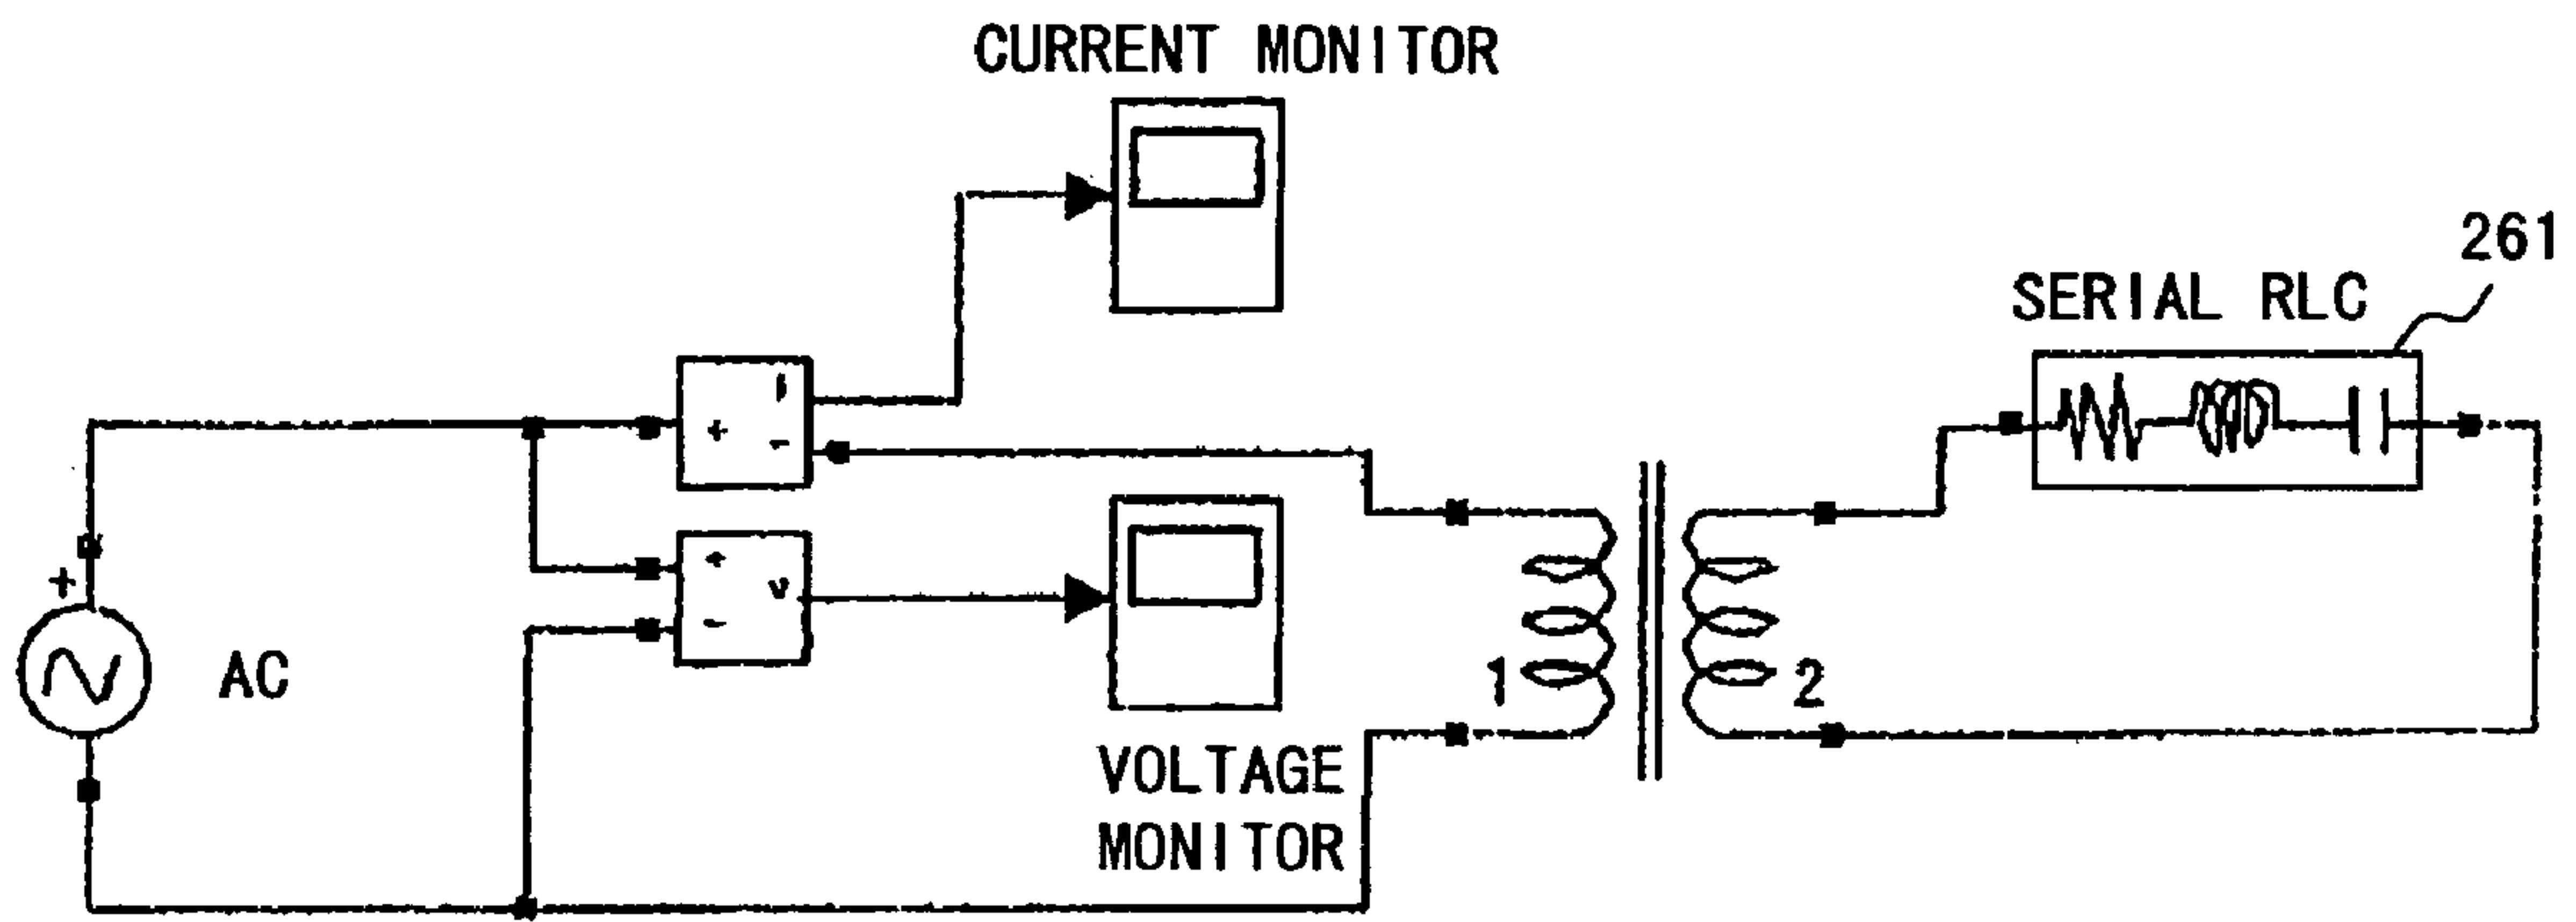 CURRENT MONITOR
261
SERIAL RLC
+
-
+
+
v
-
AC
1
2
VOLTAGE
MONITOR